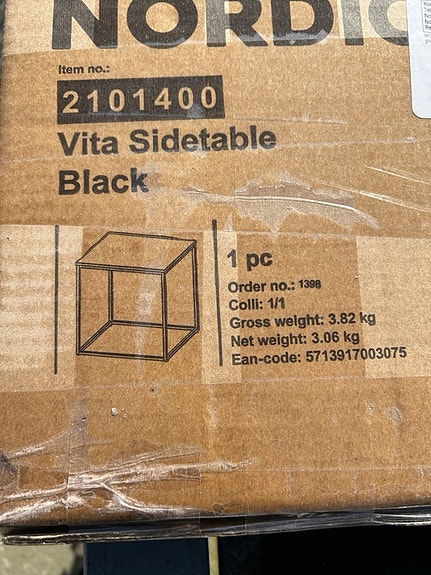 NORDIC
Item no.:
2101400
Vita Sidetable
Black
1 pc
Order no.: 1398
Colli: 1/1
Gross weight: 3.82 kg
Net weight: 3.06 kg
Ean-code: 5713917003075